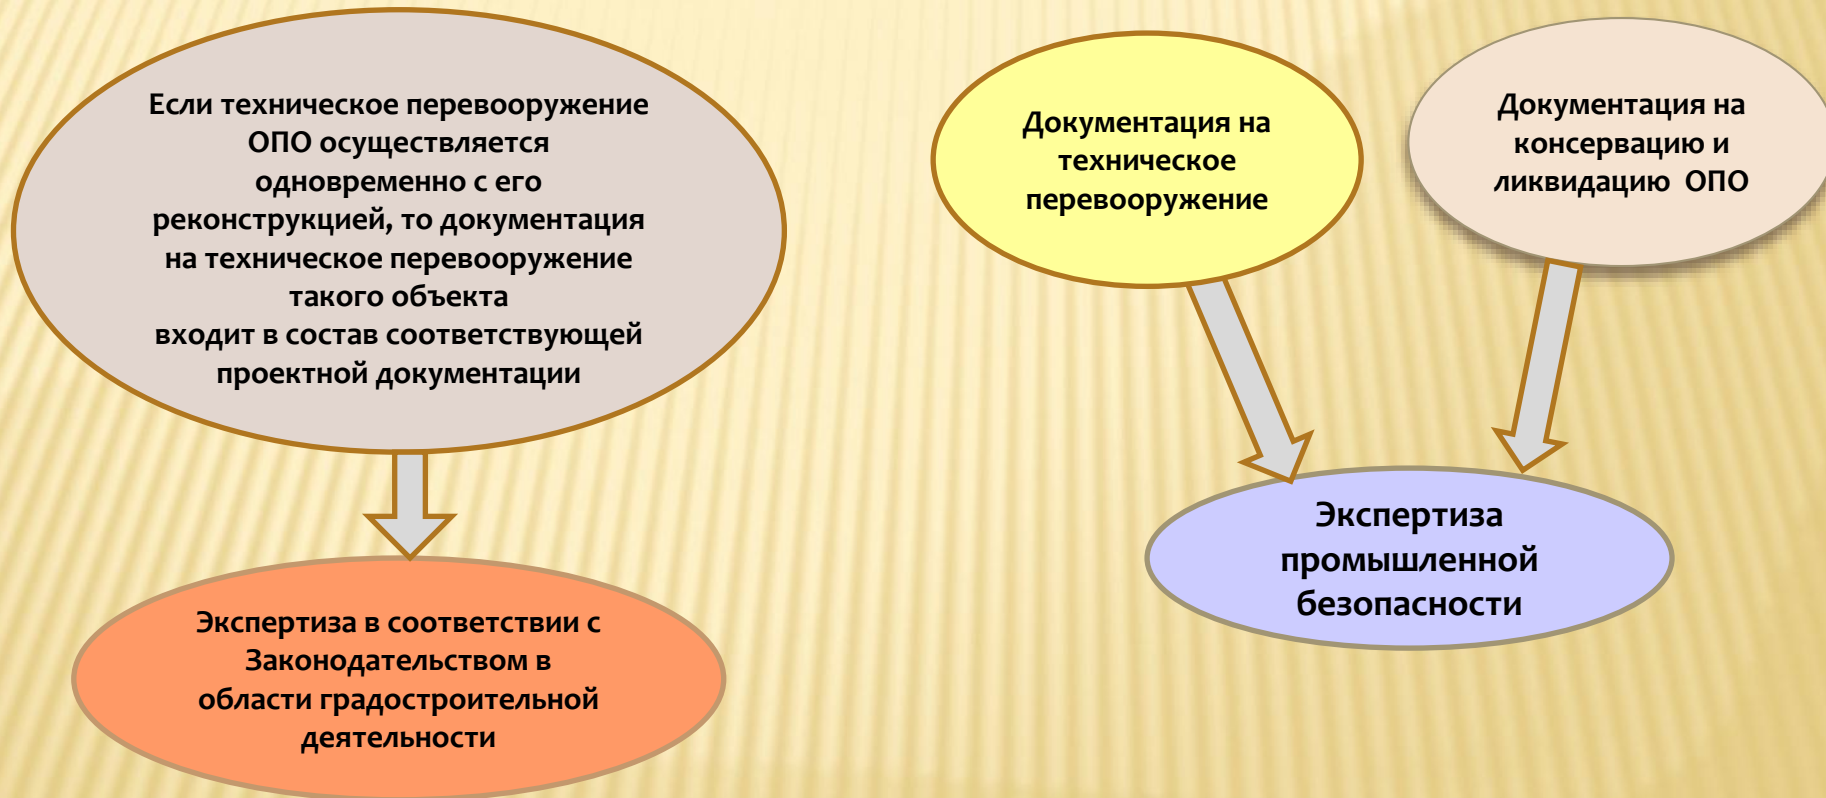 Если техническое перевооружение
ОПО осуществляется
одновременно с его
реконструкцией, то документация
на техническое перевооружение
такого объекта
входит в состав соответствующей
проектной документации
Документация на
техническое
перевооружение
Документация на
консервацию и
ликвидацию ОПО
Экспертиза в соответствии с
Законодательством в
области градостроительной
деятельности
Экспертиза
промышленной
безопасности